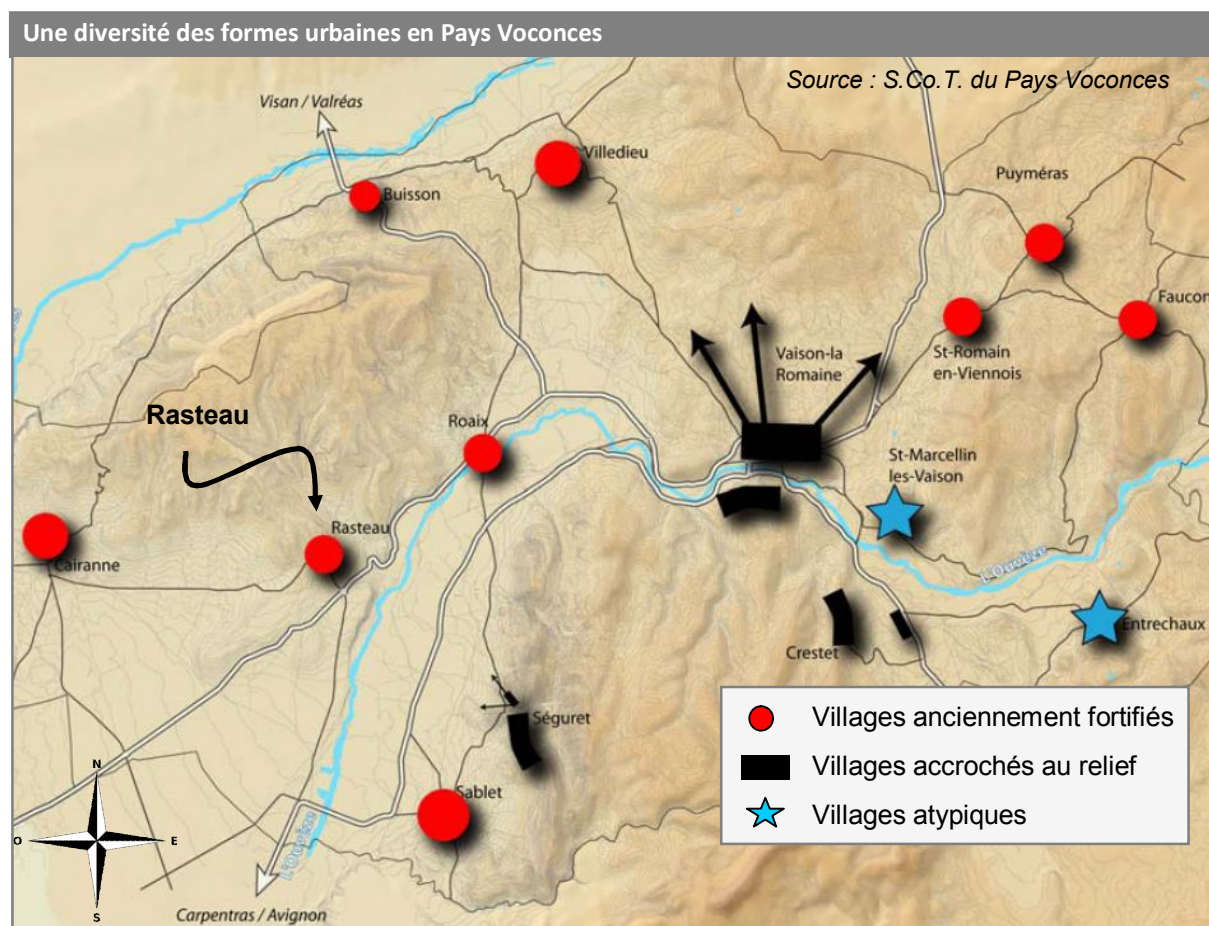 Une diversité des formes urbaines en Pays Voconces
Source : S.Co.T. du Pays Voconces
Visan / Valréas
Villedieu
Puyméras
Buisson
Faucon
Vaison-la
Romaine
St-Romain
en-Viennois
Rasteau
Roaix
St-Marcellin
les-Vaison
Rasteau
Cairanne
L'Ouvèze
Entrechaux
Crestet
Séguret
Villages anciennement fortifiés
Villages accrochés au relief
Villages atypiques
Sablet
N
O
E
S
L'Ouvèze
Carpentras / Avignon